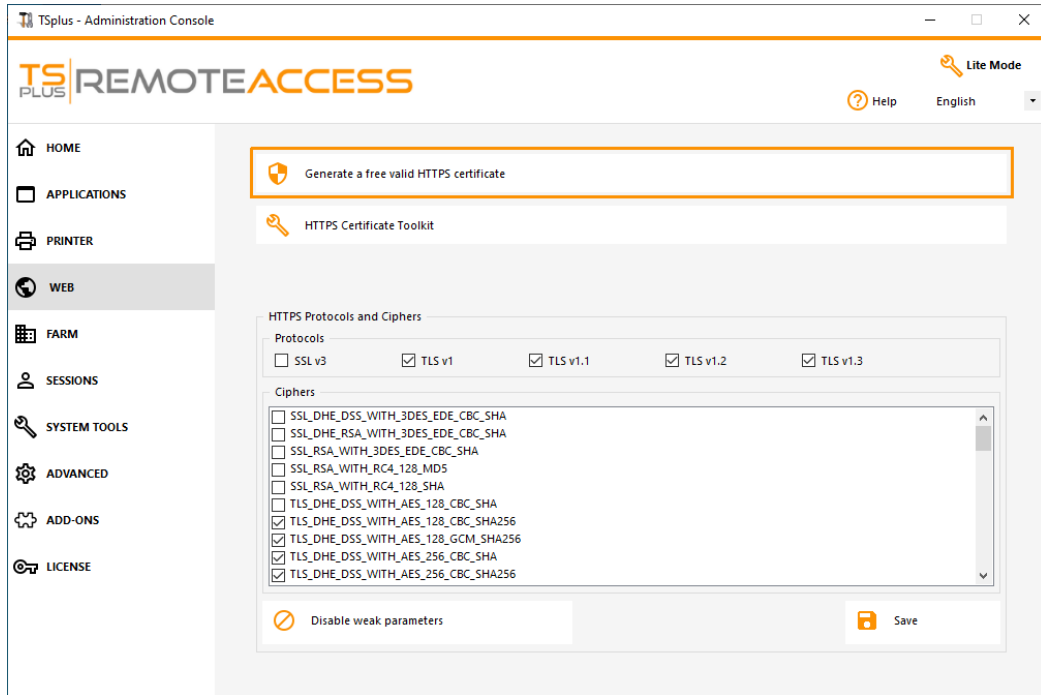 TSplus - Administration Console
TS PLUS REMOTEACCESS
Lite Mode
Help
English
HOME
APPLICATIONS
PRINTER
WEB
FARM
SESSIONS
SYSTEM TOOLS
ADVANCED
ADD-ONS
LICENSE
Generate a free valid HTTPS certificate
HTTPS Certificate Toolkit
HTTPS Protocols and Ciphers
Protocols
SSL v3 TLS v1 TLS v1.1 TLS v1.2 TLS v1.3
Ciphers
SSL_DHE_DSS_WITH_3DES_EDE_CBC_SHA
SSL_DHE_RSA_WITH_3DES_EDE_CBC_SHA
SSL_RSA_WITH_3DES_EDE_CBC_SHA
SSL_RSA_WITH_RC4_128_MD5
SSL_RSA_WITH_RC4_128_SHA
TLS_DHE_DSS_WITH_AES_128_CBC_SHA
TLS_DHE_DSS_WITH_AES_128_CBC_SHA256
TLS_DHE_DSS_WITH_AES_128_GCM_SHA256
TLS_DHE_DSS_WITH_AES_256_CBC_SHA
TLS_DHE_DSS_WITH_AES_256_CBC_SHA256
Disable weak parameters
Save